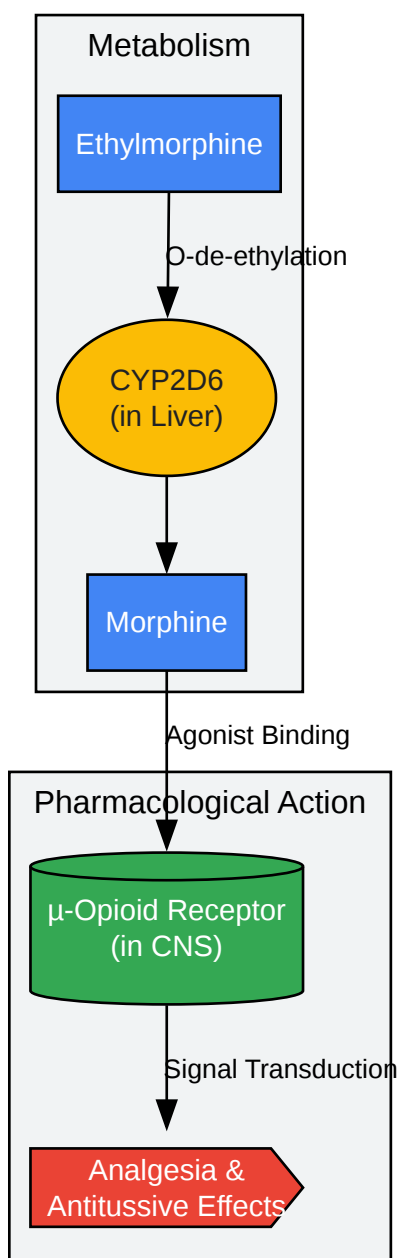 Metabolism
Ethylmorphine
O-de-ethylation
CYP2D6
(in Liver)
Morphine
Agonist Binding
Pharmacological Action
µ-Opioid Receptor
(in CNS)
Signal Transduction
Analgesia &
Antitussive Effects